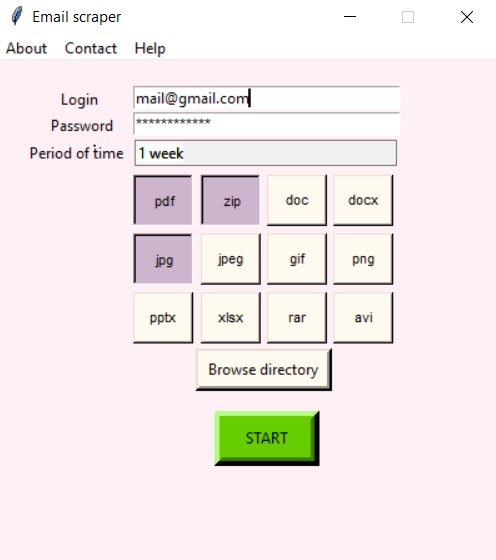 Email scraper
About Contact Help
Login mail@gmail.com
Password ************
Period of time 1 week
pdf zip doc docx
jpg jpeg gif png
pptx xlsx rar avi
Browse directory
START